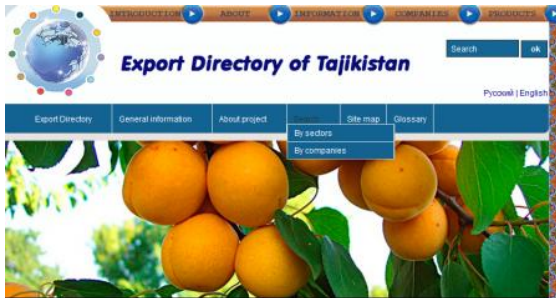 INTRODUCTION ABOUT INFORMATION COMPANIES PRODUCTS
Search ok
Export Directory of Tajikistan
Русский | English
Export Directory General information About project Search Site map Glossary
By sectors
By companies